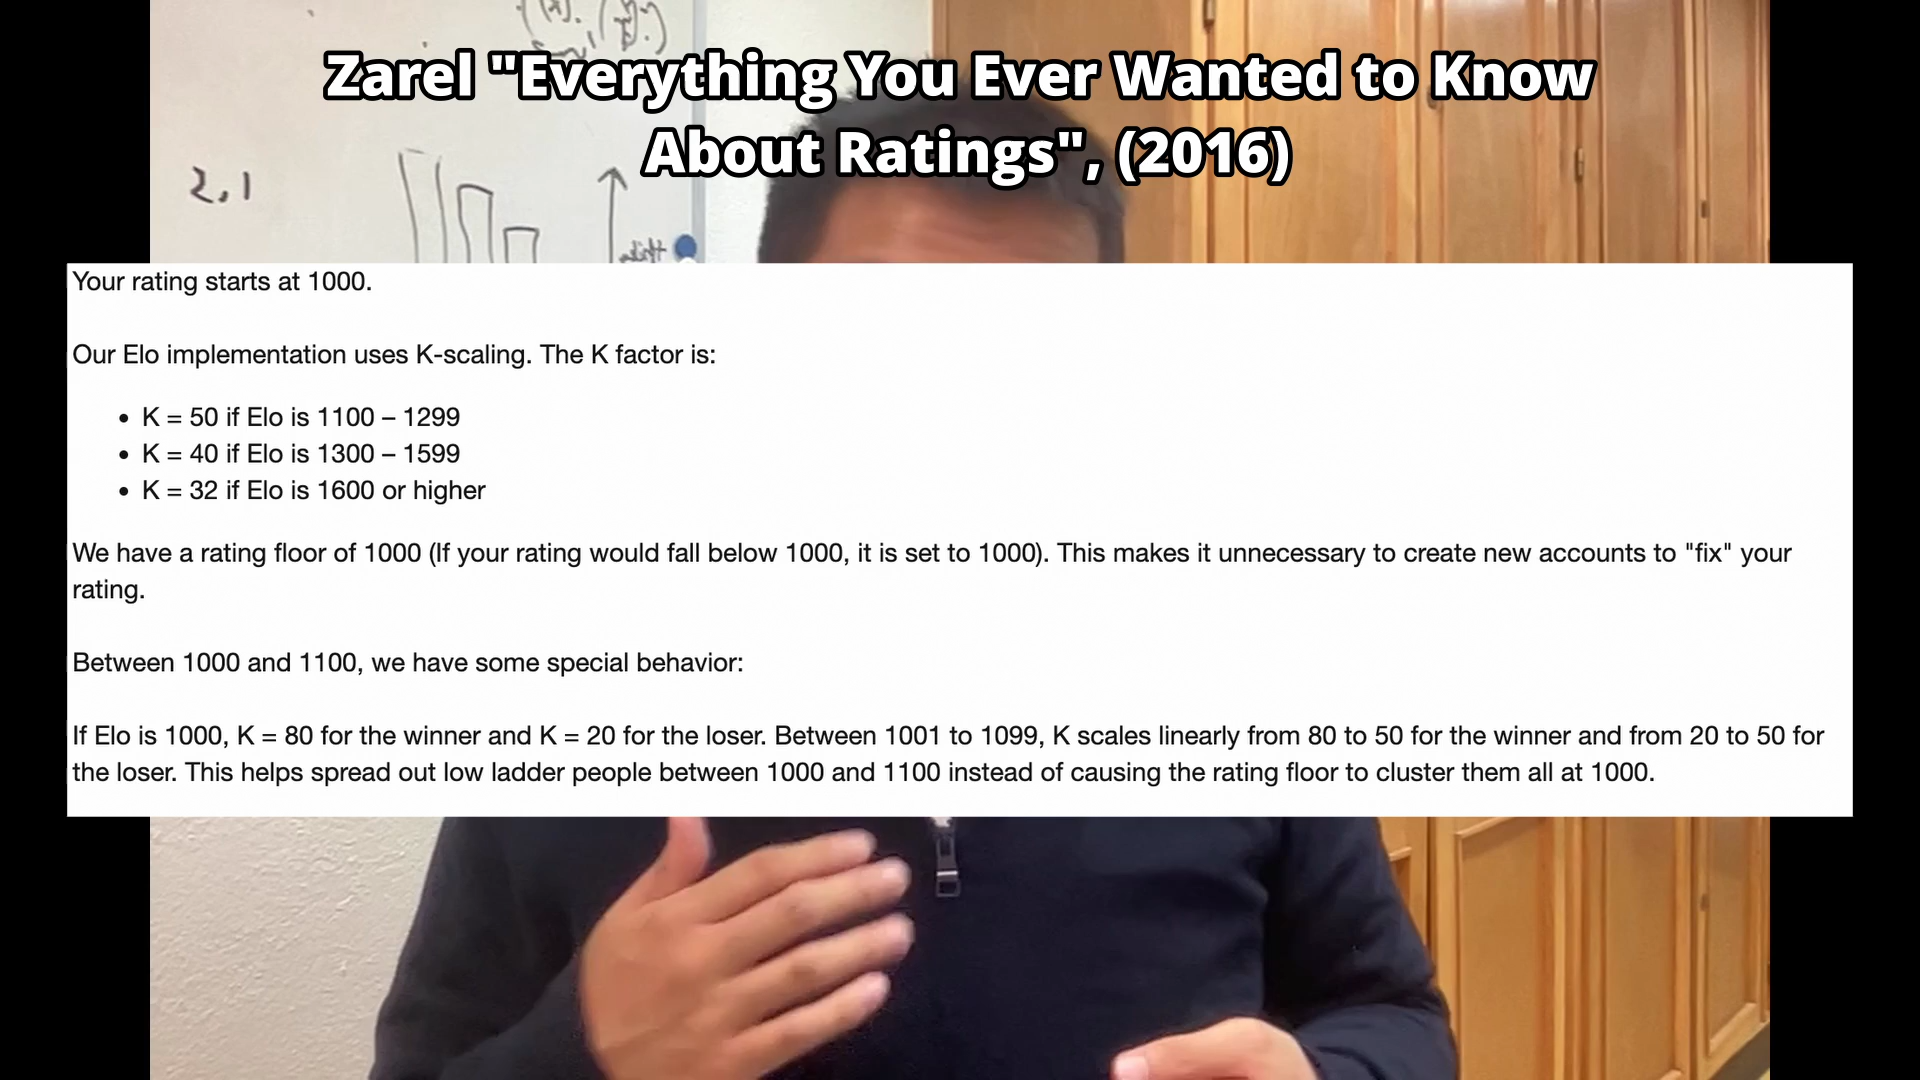 Zarel "Everything You Ever Wanted to Know
About Ratings", (2016)
2,1
Your rating starts at 1000.
Our Elo implementation uses K-scaling. The K factor is:
• K = 50 if Elo is 1100 – 1299
• K = 40 if Elo is 1300 – 1599
• K = 32 if Elo is 1600 or higher
We have a rating floor of 1000 (If your rating would fall below 1000, it is set to 1000). This makes it unnecessary to create new accounts to "fix" your
rating.
Between 1000 and 1100, we have some special behavior:
If Elo is 1000, K = 80 for the winner and K = 20 for the loser. Between 1001 to 1099, K scales linearly from 80 to 50 for the winner and from 20 to 50 for
the loser. This helps spread out low ladder people between 1000 and 1100 instead of causing the rating floor to cluster them all at 1000.